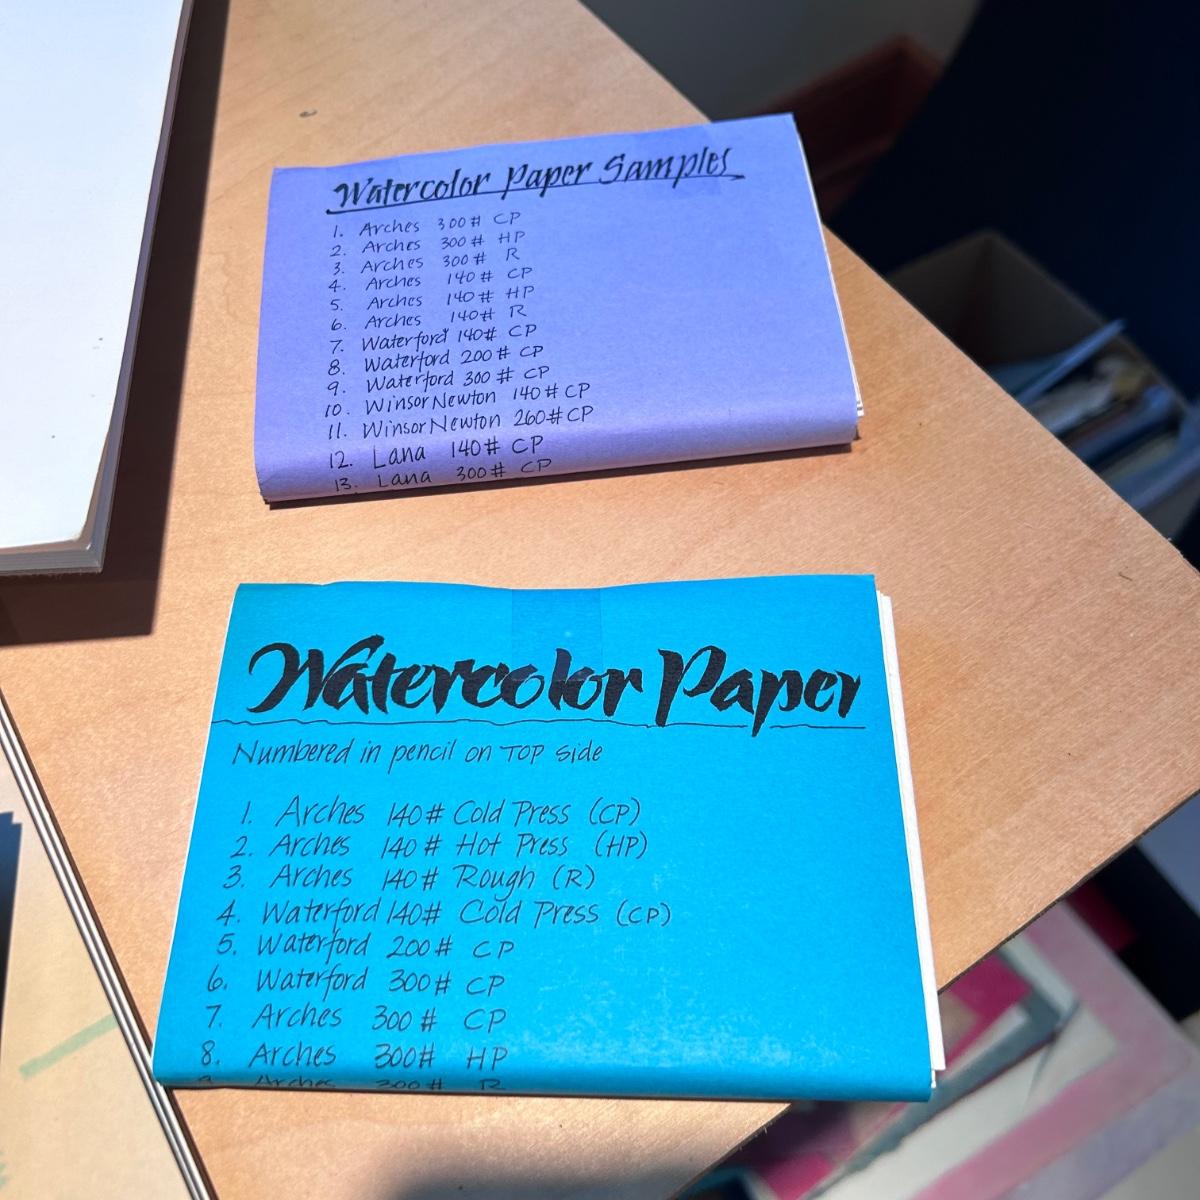 Watercolor Paper Samples
1. Arches 300# CP
2. Arches 300# HP
3. Arches 300# R
4. Arches 140# CP
5. Arches 140# HP
6. Arches 140# R
7. Waterford 140# CP
8. Waterford 200# CP
9. Waterford 300# CP
10. Winsor Newton 140# CP
11. Winsor Newton 260# CP
12. Lana 140# CP
13. Lana 300# CP
Watercolor Paper
Numbered in pencil on TOP side
1. Arches 140# Cold Press (CP)
2. Arches 140# Hot Press (HP)
3. Arches 140# Rough (R)
4. Waterford 140# Cold Press (CP)
5. Waterford 200# CP
6. Waterford 300# CP
7. Arches 300# CP
8. Arches 300# HP
9. Arches 300# R